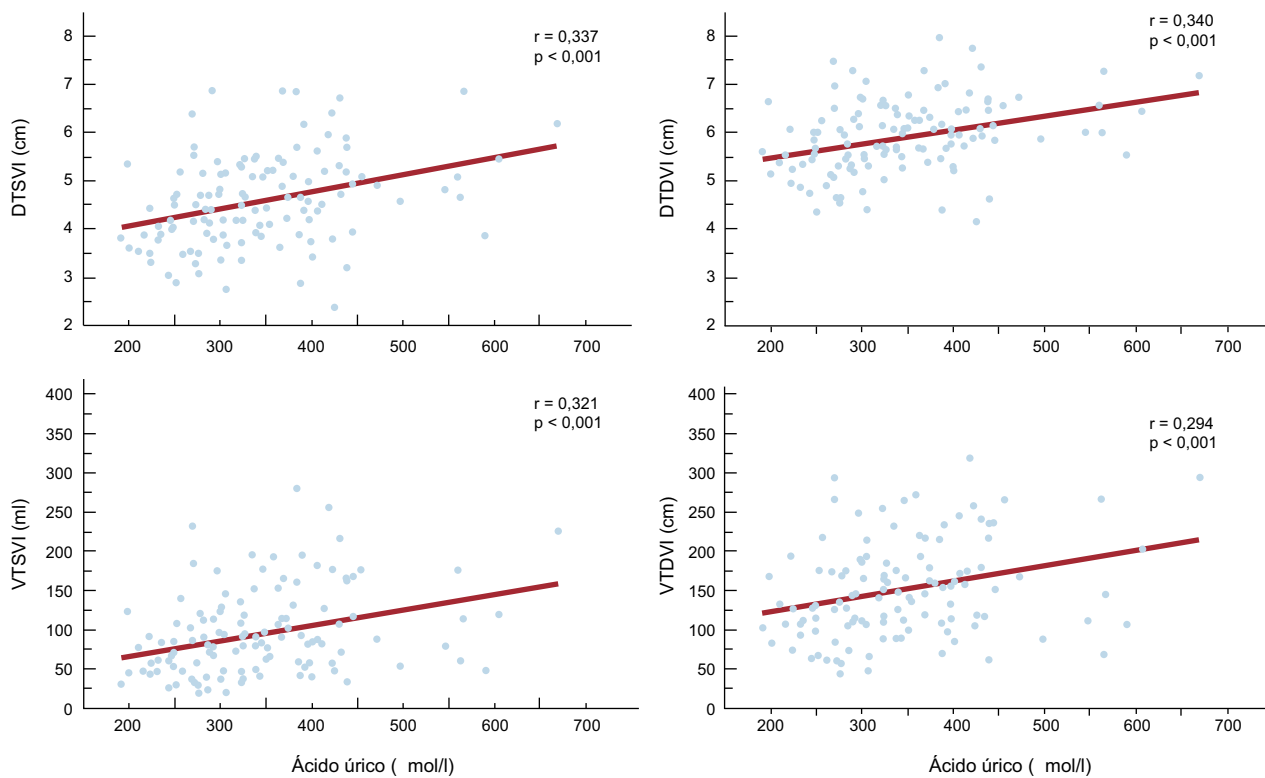 r = 0,337
p < 0,001
DTSVI (cm)
8
7
6
5
4
3
2
200 300 400 500 600 700
r = 0,340
p < 0,001
DTDVI (cm)
8
7
6
5
4
3
2
200 300 400 500 600 700
r = 0,321
p < 0,001
VTSVI (ml)
400
350
300
250
200
150
100
50
0
200 300 400 500 600 700
Ácido úrico ( mol/l)
r = 0,294
p < 0,001
VTDVI (cm)
400
350
300
250
200
150
100
50
0
200 300 400 500 600 700
Ácido úrico ( mol/l)